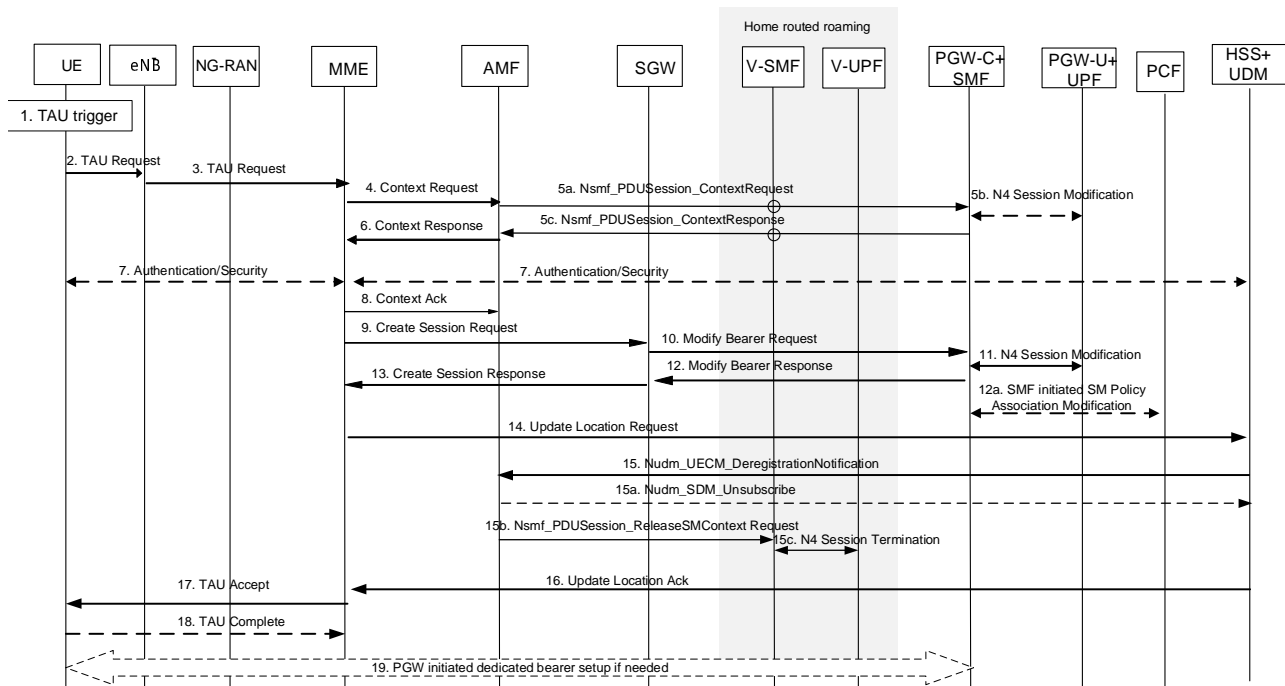 Home routed roaming
UE
eNB
NG-RAN
MME
AMF
SGW
V-SMF
V-UPF
PGW-C+
SMF
PGW-U+
UPF
PCF
HSS+
UDM
1. TAU trigger
2. TAU Request
3. TAU Request
4. Context Request
5a. Nsmf_PDUSession_ContextRequest
5b. N4 Session Modification
5c. Nsmf_PDUSession_ContextResponse
6. Context Response
7. Authentication/Security
7. Authentication/Security
8. Context Ack
9. Create Session Request
10. Modify Bearer Request
11. N4 Session Modification
12. Modify Bearer Response
13. Create Session Response
12a. SMF initiated SM Policy
Association Modification
14. Update Location Request
15. Nudm_UECM_DeregistrationNotification
15a. Nudm_SDM_Unsubscribe
15b. Nsmf_PDUSession_ReleaseSMContext Request
15c. N4 Session Termination
16. Update Location Ack
17. TAU Accept
18. TAU Complete
19. PGW initiated dedicated bearer setup if needed